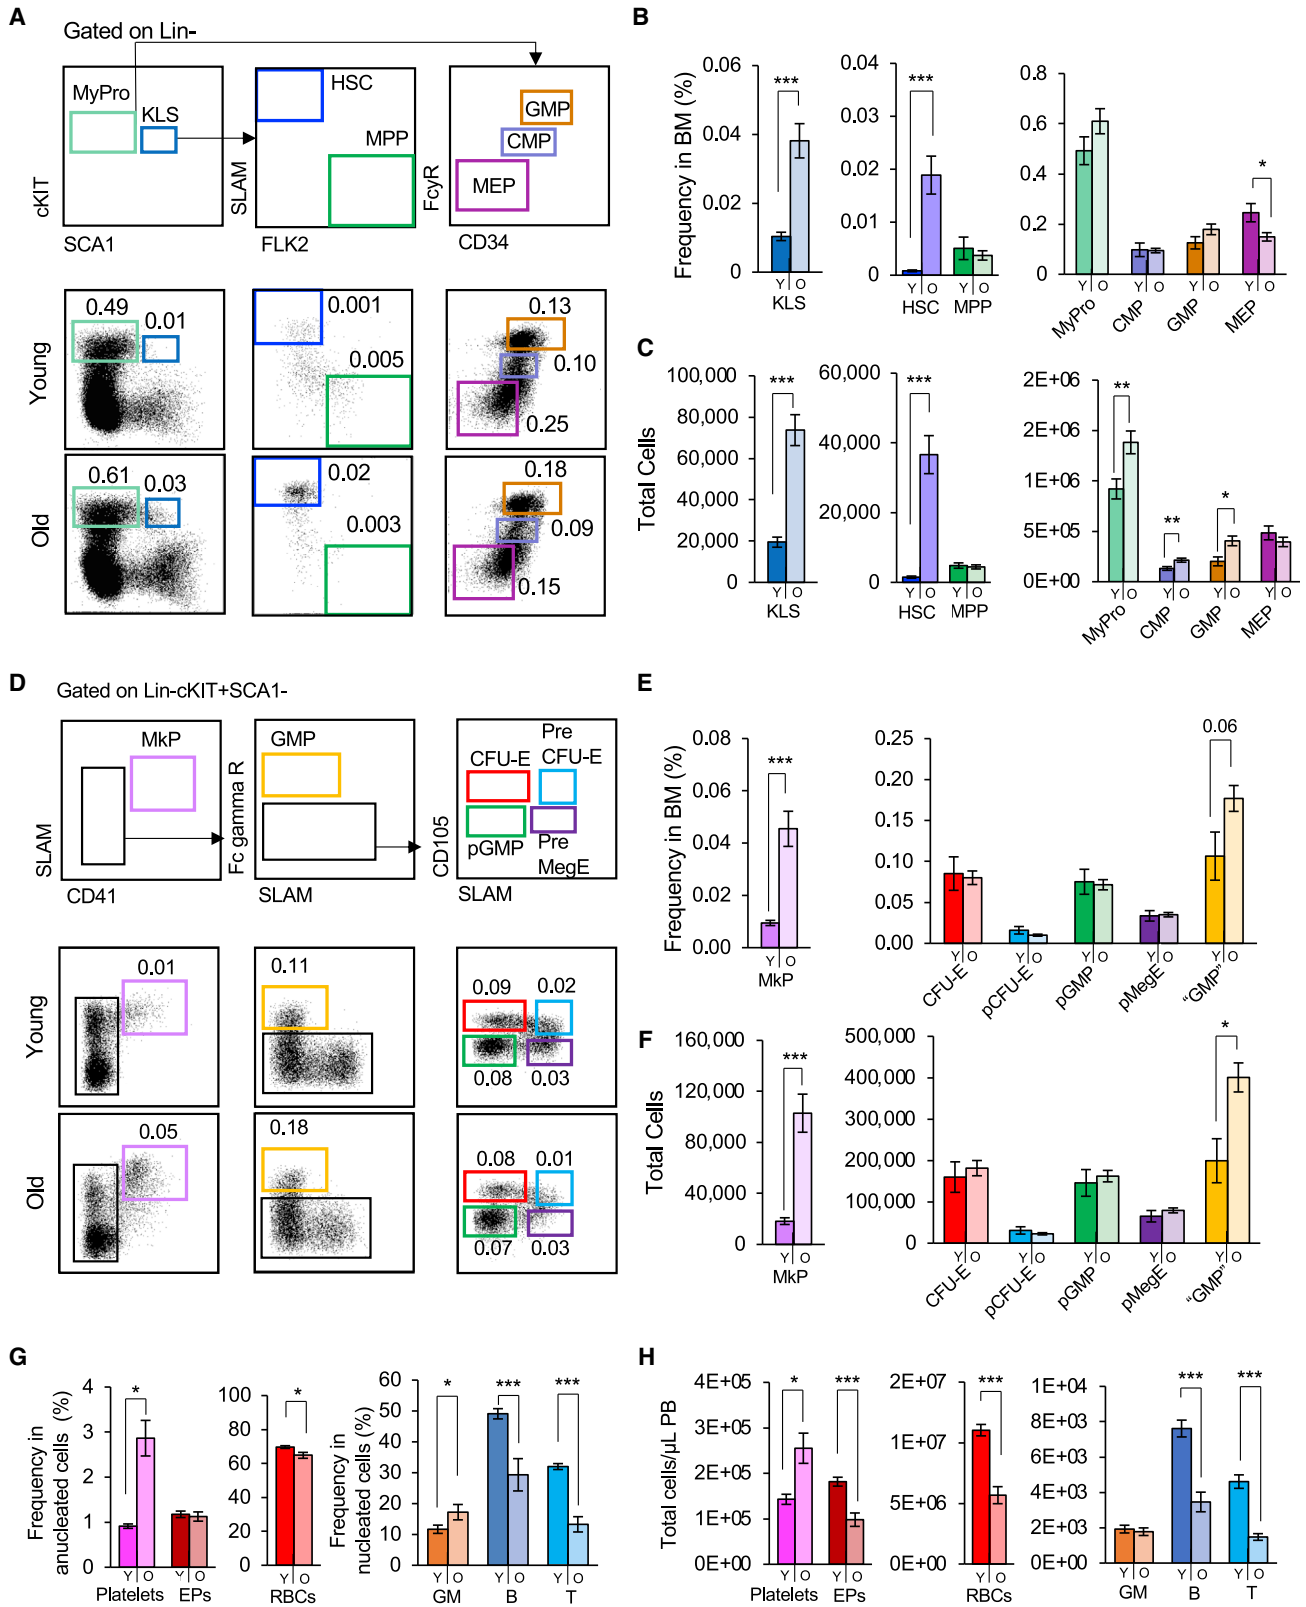 A
Gated on Lin-
MyPro
KLS
cKIT
SCA1
HSC
MPP
SLAM
FLK2
GMP
CMP
MEP
FcyR
CD34
Young
0.49
0.01
0.001
0.005
0.13
0.10
0.25
Old
0.61
0.03
0.02
0.003
0.18
0.09
0.15
B
Frequency in BM (%)
0.06
0.04
0.02
0
***
Y O
KLS
0.04
0.03
0.02
0.01
0
***
Y O Y O
HSC MPP
0.8
0.6
0.4
0.2
0
*
Y O Y O Y O Y O
MyPro CMP GMP MEP
C
Total Cells
100,000
80,000
60,000
40,000
20,000
0
***
Y O
KLS
60,000
40,000
20,000
0
***
Y O Y O
HSC MPP
2E+06
2E+06
1E+06
5E+05
0E+00
**
**
*
Y O Y O Y O Y O
MyPro CMP GMP MEP
D
Gated on Lin-cKIT+SCA1-
MkP
SLAM
CD41
GMP
Fc gamma R
SLAM
Pre
CFU-E CFU-E
pGMP Pre
MegE
CD105
SLAM
Young
0.01
0.11
0.09 0.02
0.08 0.03
Old
0.05
0.18
0.08 0.01
0.07 0.03
E
Frequency in BM (%)
0.08
0.06
0.04
0.02
0.00
***
Y O
MkP
0.25
0.20
0.15
0.10
0.05
0.00
0.06
Y O Y O Y O Y O Y O
CFU-E pCFU-E pGMP pMegE "GMP"
F
Total Cells
160,000
120,000
80,000
40,000
0
***
Y O
MkP
500,000
400,000
300,000
200,000
100,000
0
*
Y O Y O Y O Y O Y O
CFU-E pCFU-E pGMP pMegE "GMP"
G
Frequency in
anucleated cells (%)
4
3
2
1
0
*
Y O Y O
Platelets EPs
100
80
60
40
20
0
*
Y O
RBCs
Frequency in
nucleated cells (%)
60
50
40
30
20
10
0
* *** ***
Y O Y O Y O
GM B T
H
Total cells/µL PB
4E+05
3E+05
2E+05
1E+05
0E+00
* ***
Y O Y O
Platelets EPs
2E+07
1E+07
5E+06
0E+00
***
Y O
RBCs
1E+04
8E+03
6E+03
4E+03
2E+03
0E+00
*** ***
Y O Y O Y O
GM B T